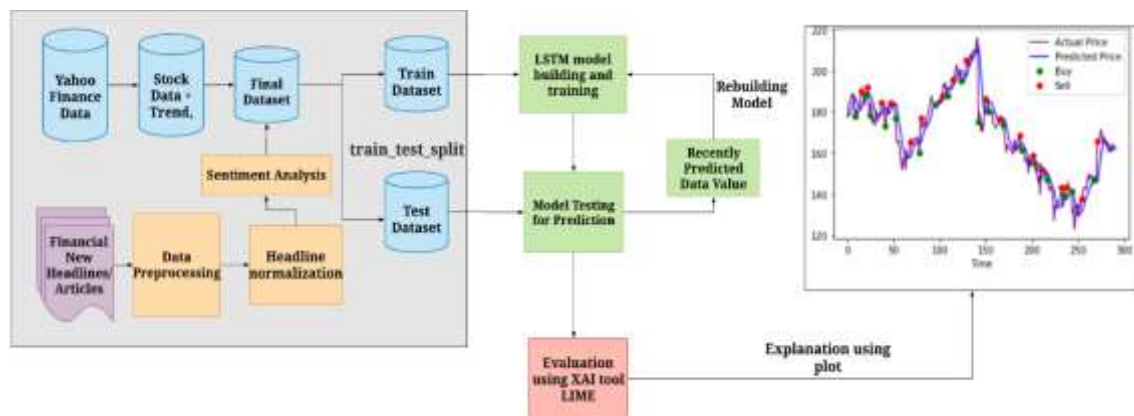 Yahoo
Finance
Data
Stock
Data +
Trend,
Final
Dataset
Train
Dataset
train_test_split
Test
Dataset
Sentiment Analysis
Financial
New
Headlines/
Articles
Data
Preprocessing
Headline
normalization
LSTM model
building and
training
Rebuilding
Model
Model Testing
for Prediction
Recently
Predicted
Data Value
Evaluation
using XAI tool
LIME
Explanation using
plot
Actual Price
Predicted Price
Buy
Sell
220
200
180
160
140
120
0 50 100 150 200 250 300
Time